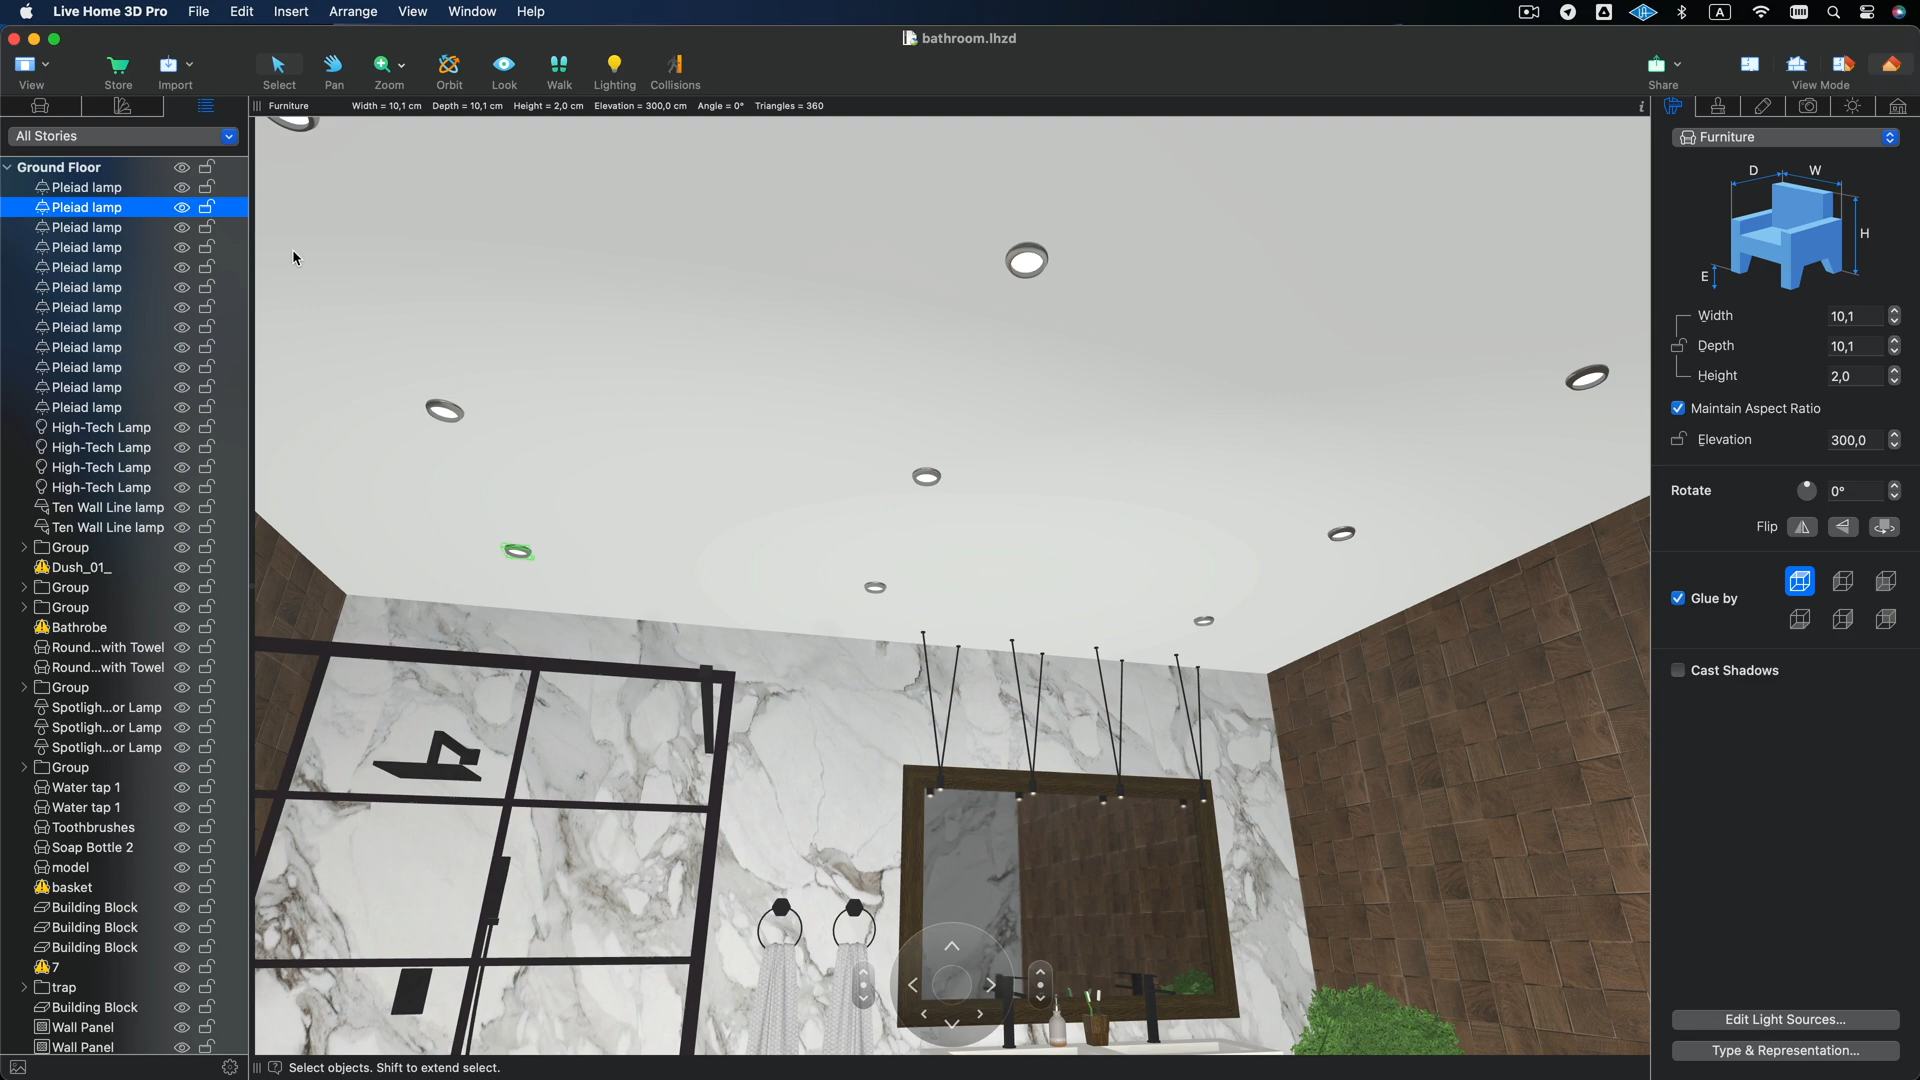 Live Home 3D Pro File Edit Insert Arrange View Window Help
A
bathroom.lhzd
View Store Import Select Pan Zoom Orbit Look Walk Lighting Collisions Share View Mode
Furniture Width = 10,1 cm Depth = 10,1 cm Height = 2,0 cm Elevation = 300,0 cm Angle = 0° Triangles = 360 i
All Stories
Ground Floor
Pleiad lamp
Pleiad lamp
Pleiad lamp
Pleiad lamp
Pleiad lamp
Pleiad lamp
Pleiad lamp
Pleiad lamp
Pleiad lamp
Pleiad lamp
Pleiad lamp
Pleiad lamp
High-Tech Lamp
High-Tech Lamp
High-Tech Lamp
High-Tech Lamp
Ten Wall Line lamp
Ten Wall Line lamp
Group
Dush_01_
Group
Group
Bathrobe
Round...with Towel
Round...with Towel
Group
Spotligh...or Lamp
Spotligh...or Lamp
Spotligh...or Lamp
Group
Water tap 1
Water tap 1
Toothbrushes
Soap Bottle 2
model
basket
Building Block
Building Block
Building Block
7
trap
Building Block
Wall Panel
Wall Panel
Select objects. Shift to extend select.
Furniture
D W
H
E
Width 10,1
Depth 10,1
Height 2,0
Maintain Aspect Ratio
Elevation 300,0
Rotate 0°
Flip
Glue by
Cast Shadows
Edit Light Sources...
Type & Representation...